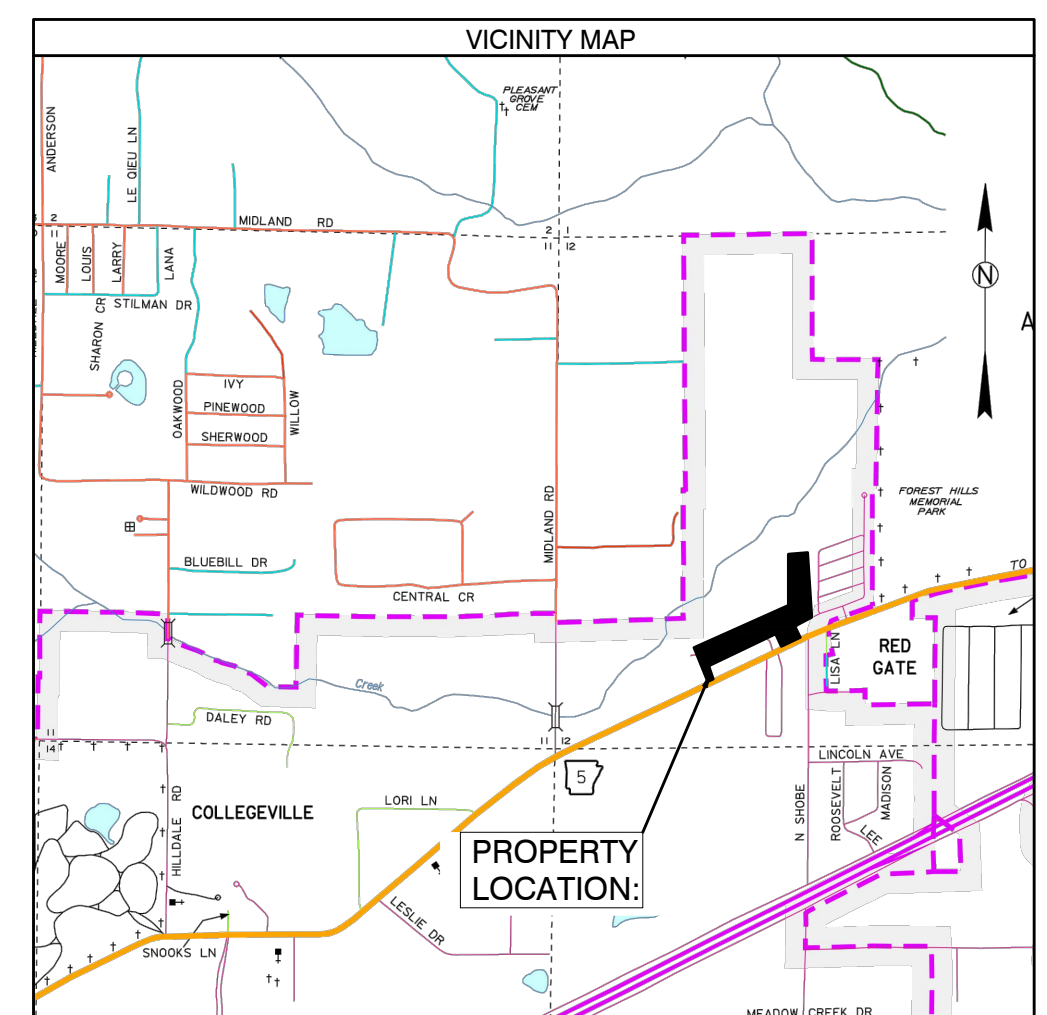 VICINITY MAP
PLEASANT
GROVE
CEM
ANDERSON
LE QIEU LN
MIDLAND RD
2
11
2 1
11 12
MOORE
LOUIS
LARRY
LANA
STILMAN DR
SHARON CR
N
A
OAKWOOD
IVY
PINEWOOD
SHERWOOD
WILLOW
WILDWOOD RD
MIDLAND RD
FOREST HILLS
MEMORIAL
PARK
BLUEBILL DR
CENTRAL CR
TO
LISA LN
RED
GATE
Creek
DALEY RD
11
14
11 12
5
LINCOLN AVE
HILLDALE RD
COLLEGEVILLE
LORI LN
N SHOBE
ROOSEVELT
MADISON
LEE
PROPERTY
LOCATION:
LESLIE DR
SNOOKS LN
MEADOW CREEK DR